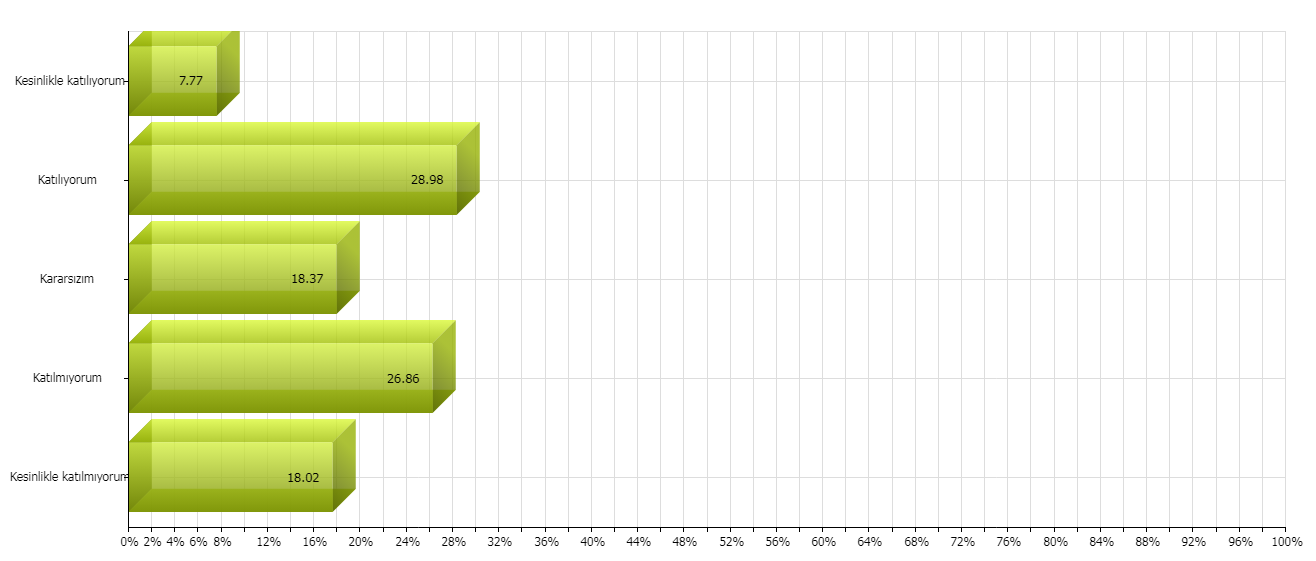 Kesinlikle katılıyorum
7.77
Katılıyorum
28.98
Kararsızım
18.37
Katılmıyorum
26.86
Kesinlikle katılmıyorum
18.02
0% 2% 4% 6% 8% 12% 16% 20% 24% 28% 32% 36% 40% 44% 48% 52% 56% 60% 64% 68% 72% 76% 80% 84% 88% 92% 96% 100%